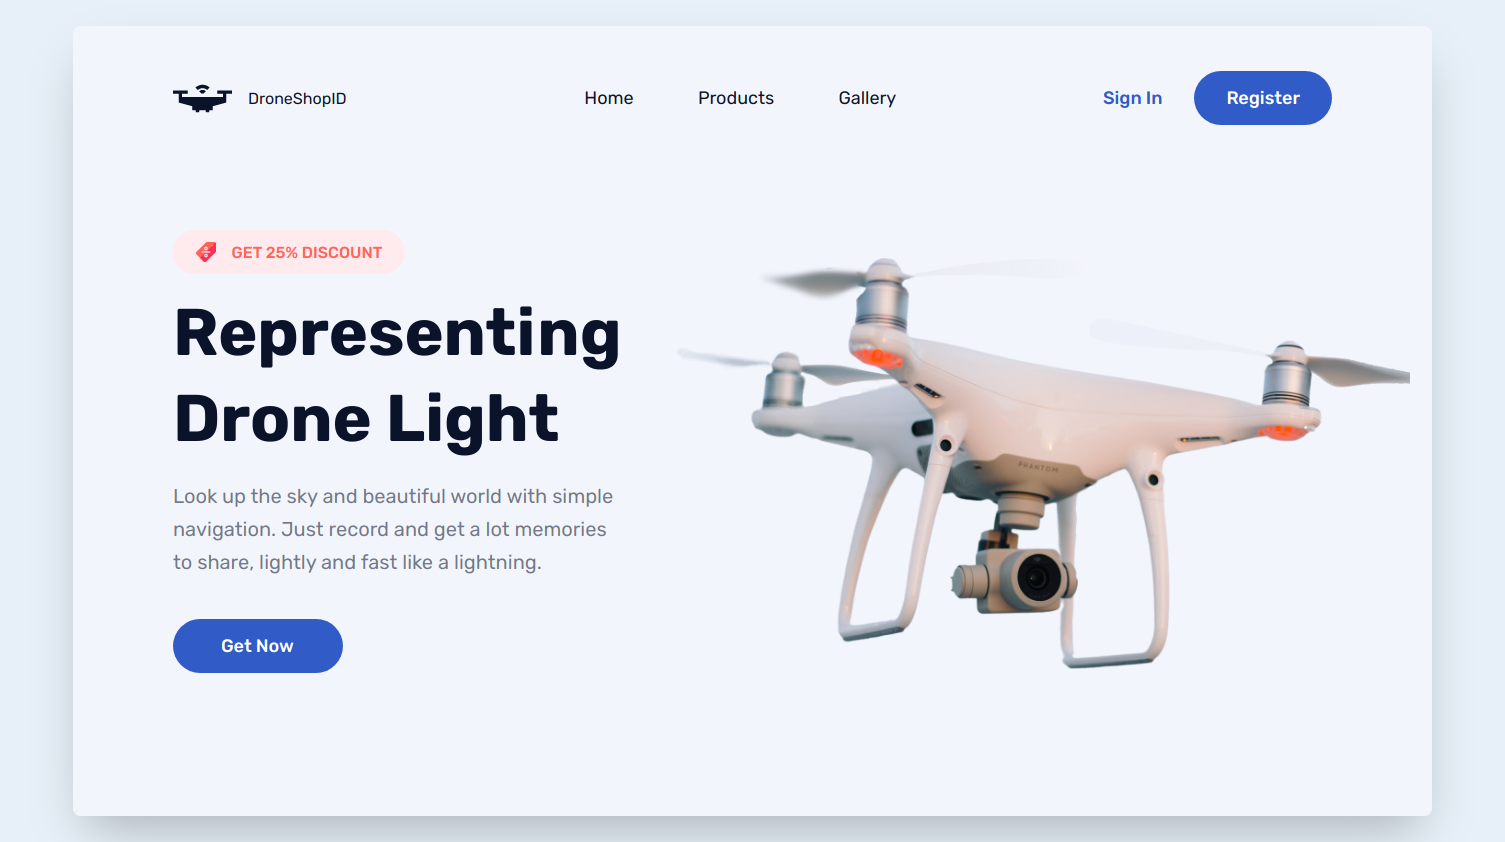 DroneShopID
Home
Products
Gallery
Sign In
Register
GET 25% DISCOUNT
Representing
Drone Light
Look up the sky and beautiful world with simple
navigation. Just record and get a lot memories
to share, lightly and fast like a lightning.
Get Now
PHANTOM